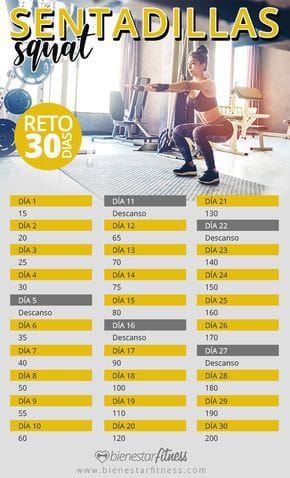 SENTADILLAS
squat
RETO
30 DÍAS
DÍA 1
15
DÍA 2
20
DÍA 3
25
DÍA 4
30
DÍA 5
Descanso
DÍA 6
35
DÍA 7
40
DÍA 8
50
DÍA 9
55
DÍA 10
60
DÍA 11
Descanso
DÍA 12
65
DÍA 13
70
DÍA 14
75
DÍA 15
80
DÍA 16
Descanso
DÍA 17
90
DÍA 18
100
DÍA 19
110
DÍA 20
120
DÍA 21
130
DÍA 22
Descanso
DÍA 23
140
DÍA 24
150
DÍA 25
160
DÍA 26
170
DÍA 27
Descanso
DÍA 28
180
DÍA 29
190
DÍA 30
200
bienestarfitness
www.bienestarfitness.com